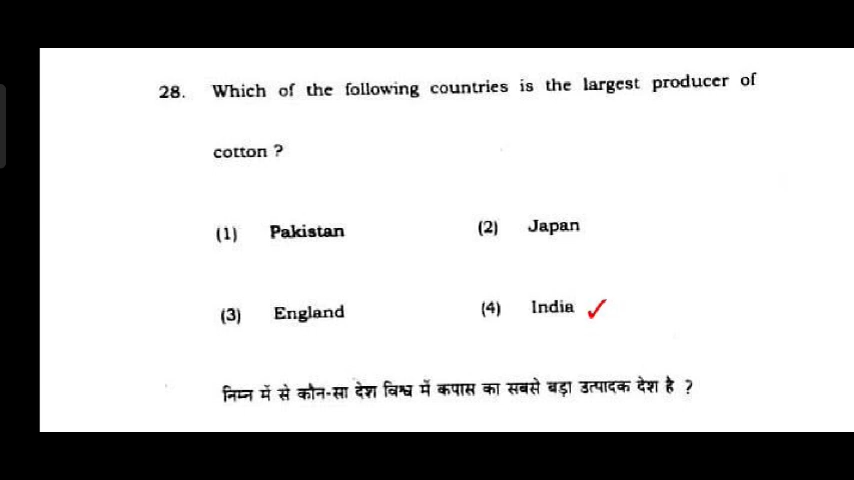 28. Which of the following countries is the largest producer of
cotton ?
(1) Pakistan (2) Japan
(3) England (4) India ✓
निम्न में से कौन-सा देश विश्व में कपास का सबसे बड़ा उत्पादक देश है ?